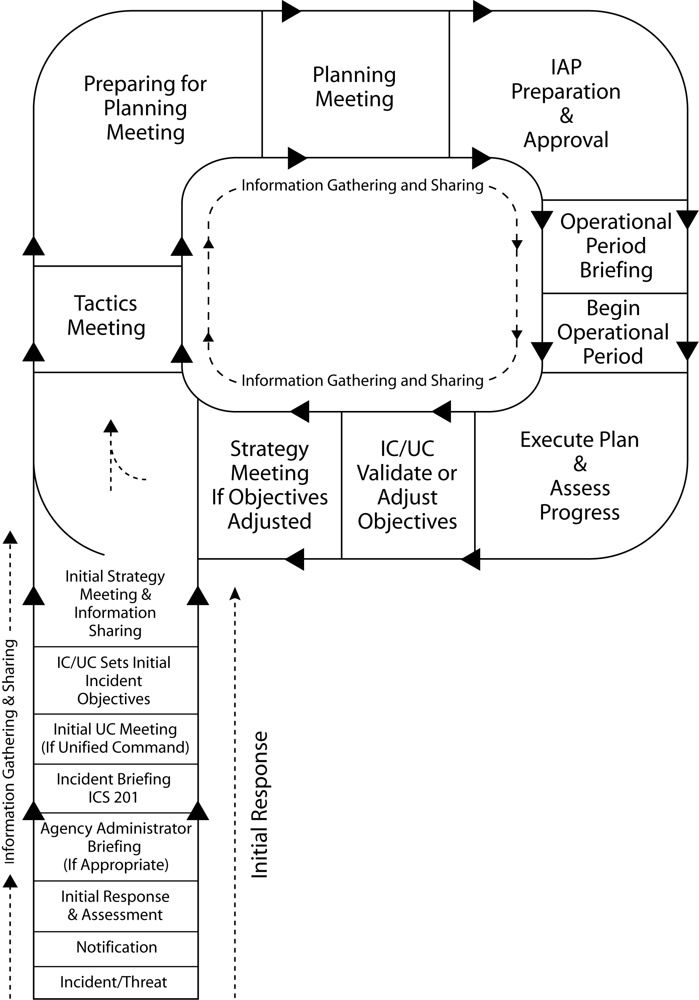 Preparing for
Planning
Meeting
Planning
Meeting
IAP
Preparation
&
Approval
Information Gathering and Sharing
Operational
Period
Briefing
Tactics
Meeting
Begin
Operational
Period
Information Gathering and Sharing
Strategy
Meeting
If Objectives
Adjusted
IC/UC
Validate or
Adjust
Objectives
Execute Plan
&
Assess
Progress
Initial Strategy
Meeting &
Information
Sharing
IC/UC Sets Initial
Incident
Objectives
Initial UC Meeting
(If Unified Command)
Incident Briefing
ICS 201
Agency Administrator
Briefing
(If Appropriate)
Initial Response
& Assessment
Notification
Incident/Threat
Information Gathering & Sharing
Initial Response